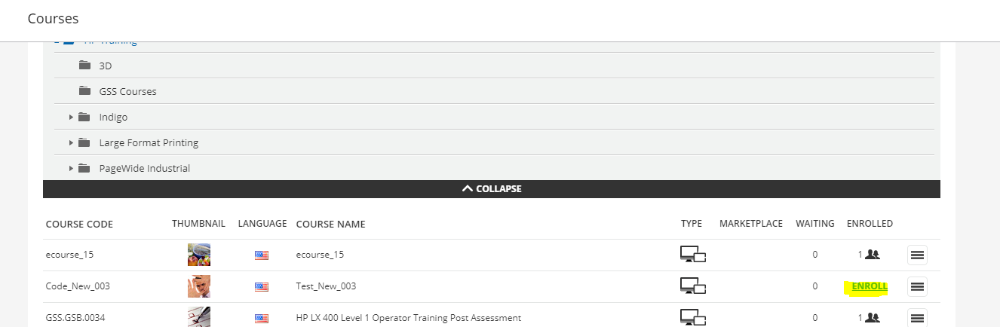 Courses
HP Training
3D
GSS Courses
Indigo
Large Format Printing
PageWide Industrial
COLLAPSE
COURSE CODE THUMBNAIL LANGUAGE COURSE NAME TYPE MARKETPLACE WAITING ENROLLED
ecourse_15 ecourse_15 0 1
Code_New_003 Test_New_003 0 ENROLL
GSS.GSB.0034 HP LX 400 Level 1 Operator Training Post Assessment 0 1